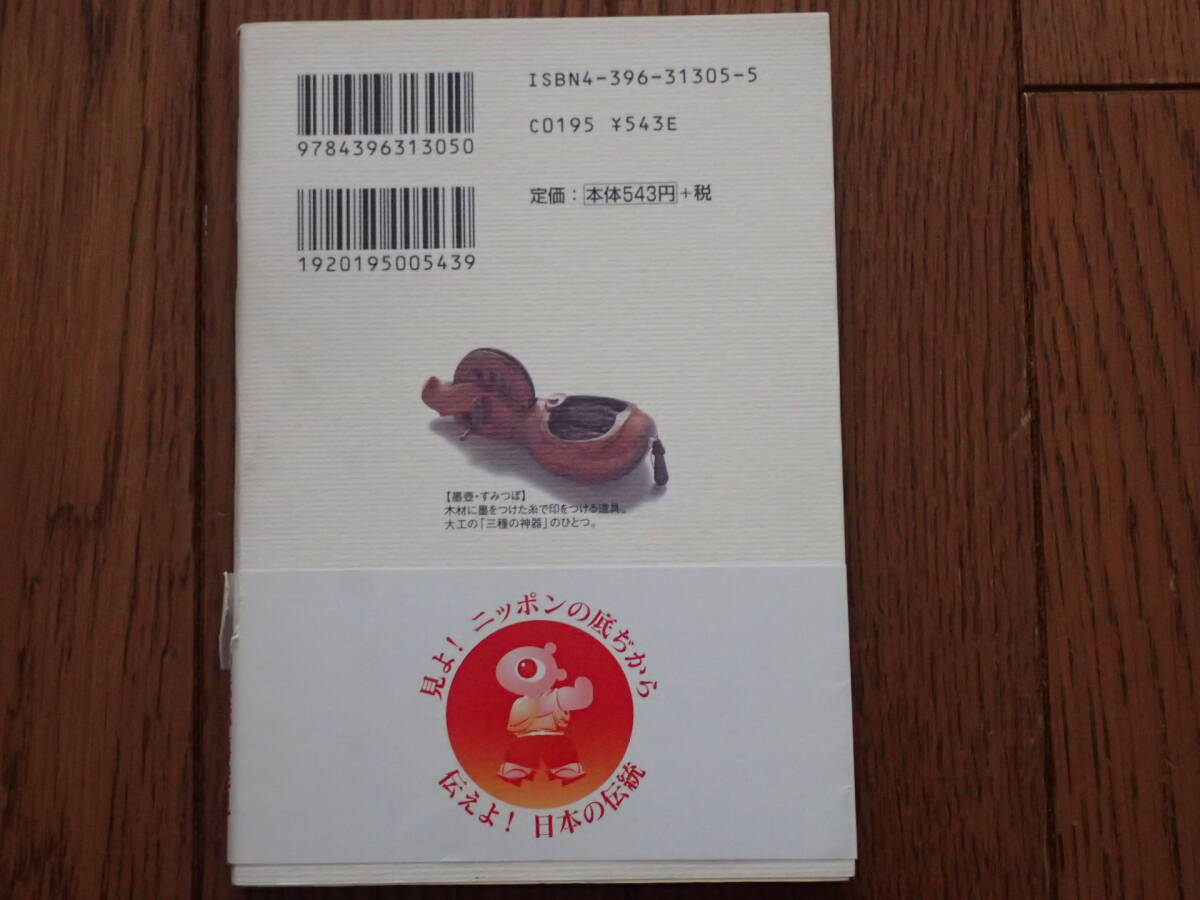 ISBN4-396-31305-5
9784396313050
C0195 ¥543E
定価：本体543円＋税
1920195005439
【墨壺・すみつぼ】
木材に墨をつけた糸で印をつける道具。
大工の「三種の神器」のひとつ。
見よ！ニッポンの底ぢから
伝えよ！日本の伝統